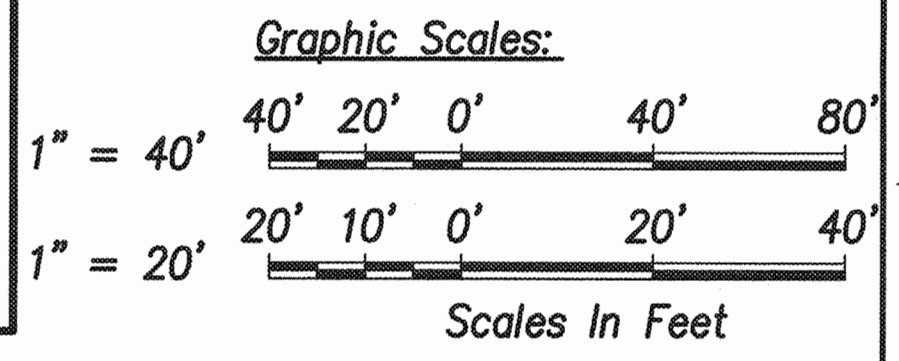 Graphic Scales:
40' 20' 0' 40' 80'
1" = 40'
20' 10' 0' 20' 40'
1" = 20'
Scales In Feet